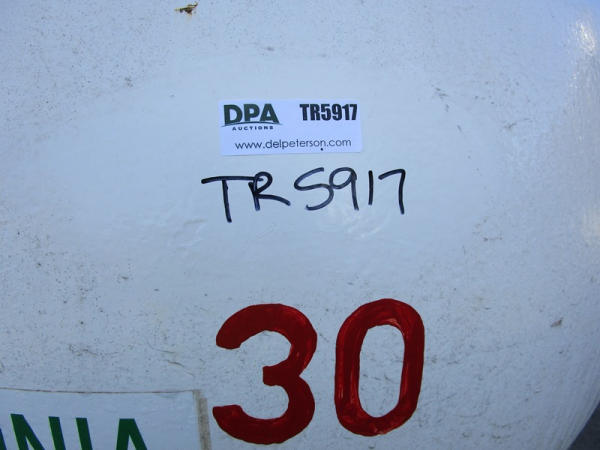 DPA TR5917
AUCTIONS
www.delpeterson.com
TR5917
30